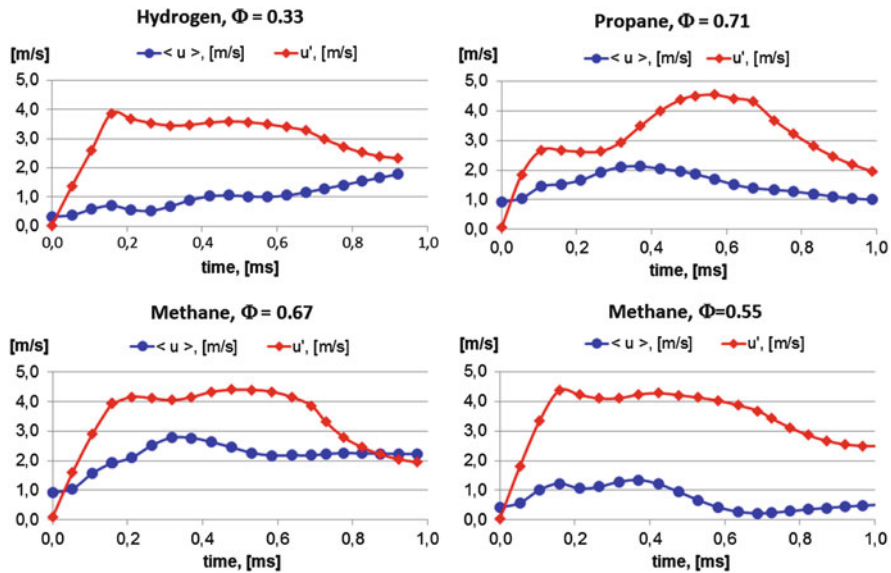 Hydrogen, Φ = 0.33
[m/s]
< u >, [m/s] u', [m/s]
5,0
4,0
3,0
2,0
1,0
0,0
0,0 0,2 0,4 0,6 0,8 1,0
time, [ms]
Propane, Φ = 0.71
[m/s]
< u >, [m/s] u', [m/s]
5,0
4,0
3,0
2,0
1,0
0,0
0,0 0,2 0,4 0,6 0,8 1,0
time, [ms]
Methane, Φ = 0.67
[m/s]
< u >, [m/s] u', [m/s]
5,0
4,0
3,0
2,0
1,0
0,0
0,0 0,2 0,4 0,6 0,8 1,0
time, [ms]
Methane, Φ=0.55
[m/s]
< u >, [m/s] u', [m/s]
5,0
4,0
3,0
2,0
1,0
0,0
0,0 0,2 0,4 0,6 0,8 1,0
time, [ms]